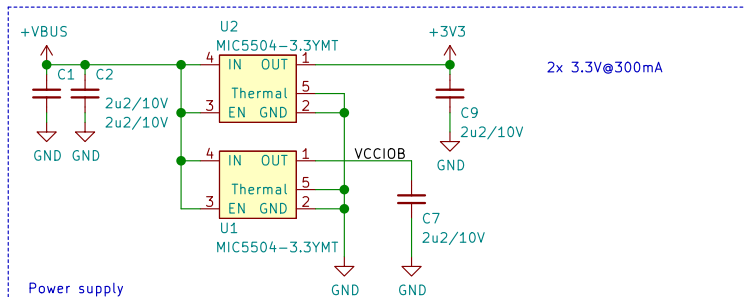 U2
+VBUS
+3V3
MIC5504-3.3YMT
4 IN OUT 1
C1 C2
2x 3.3V@300mA
Thermal 5
2u2/10V
3 EN GND 2
C9
2u2/10V
2u2/10V
GND GND
GND
4 IN OUT 1
VCCIOB
Thermal 5
3 EN GND 2
C7
U1
2u2/10V
MIC5504-3.3YMT
Power supply
GND GND